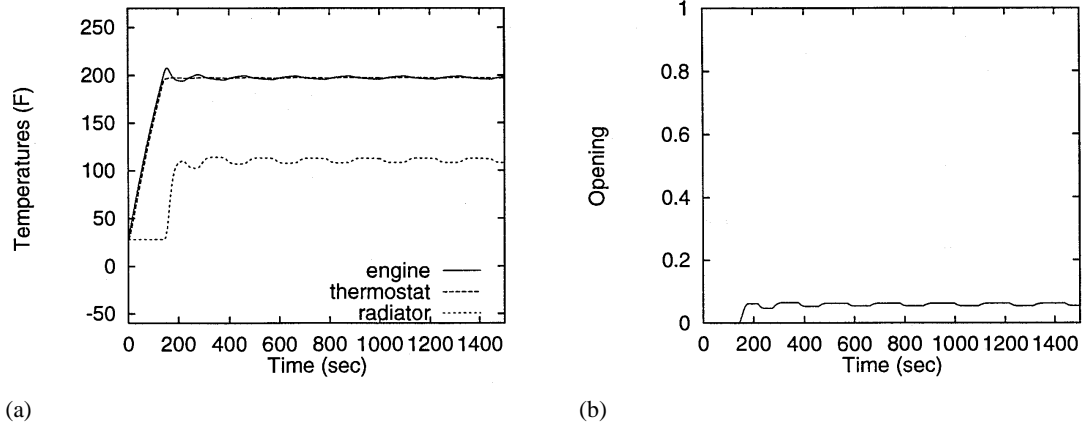 250
200
150
100
50
0
-50
Temperatures (F)
engine
thermostat
radiator
0 200 400 600 800 1000 1200 1400
Time (sec)
(a)
1
0.8
0.6
0.4
0.2
0
Opening
0 200 400 600 800 1000 1200 1400
Time (sec)
(b)